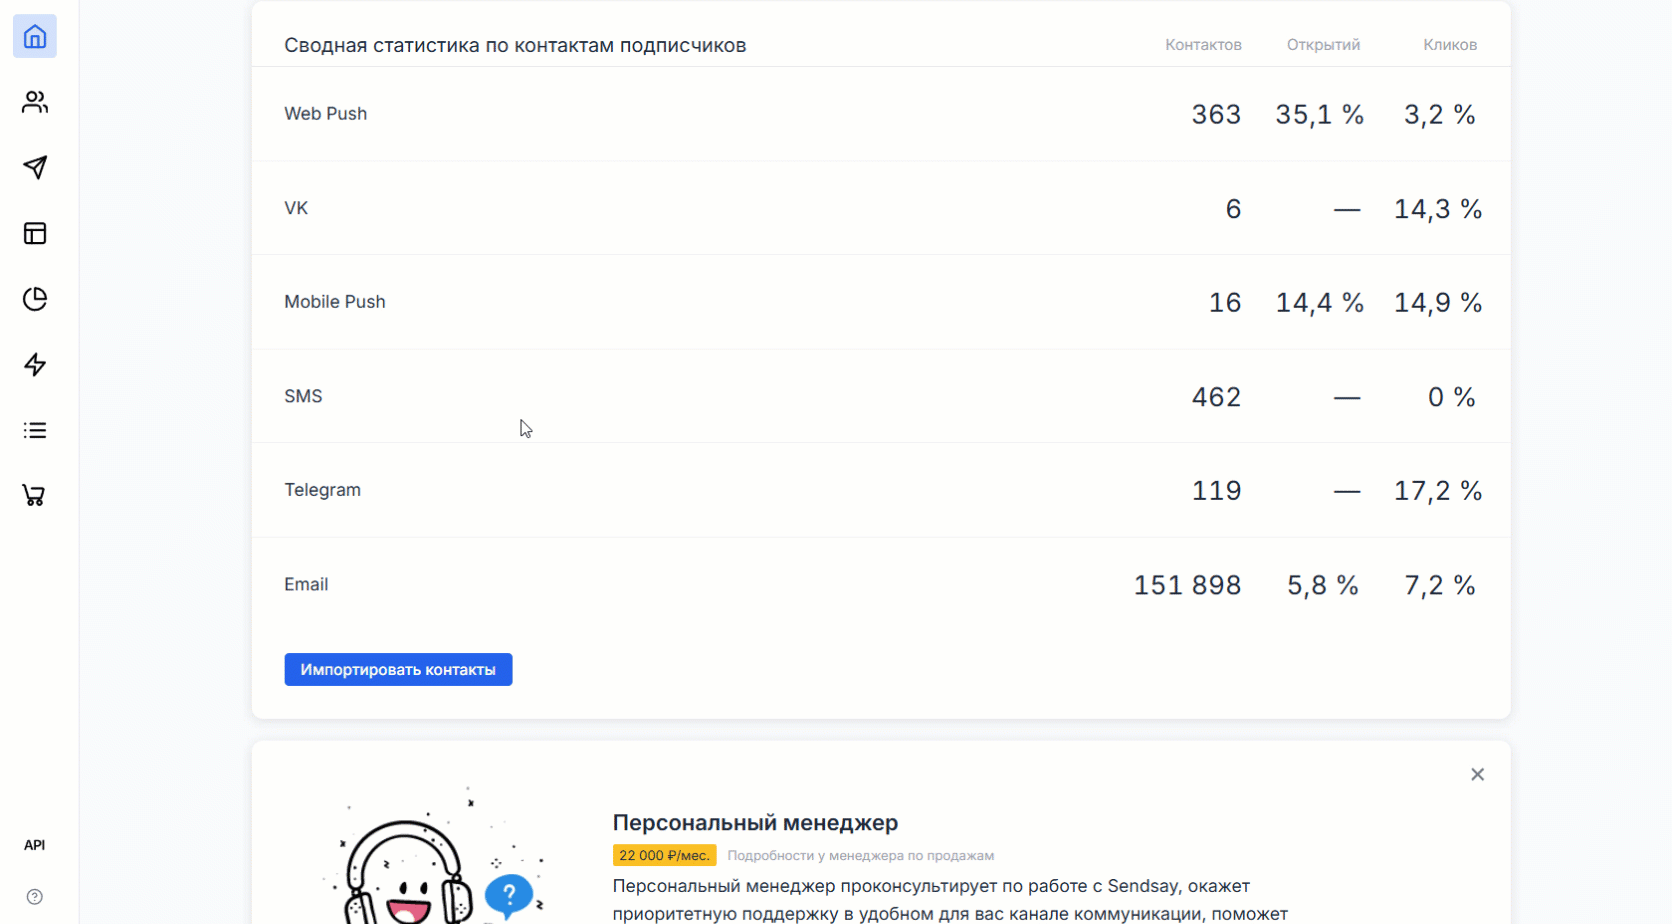 Сводная статистика по контактам подписчиков Контактов Открытий Кликов
Web Push 363 35,1 % 3,2 %
VK 6 — 14,3 %
Mobile Push 16 14,4 % 14,9 %
SMS 462 — 0 %
Telegram 119 — 17,2 %
Email 151 898 5,8 % 7,2 %
Импортировать контакты
Персональный менеджер
22 000 ₽/мес. Подробности у менеджера по продажам
Персональный менеджер проконсультирует по работе с Sendsay, окажет
приоритетную поддержку в удобном для вас канале коммуникации, поможет
API
?
?